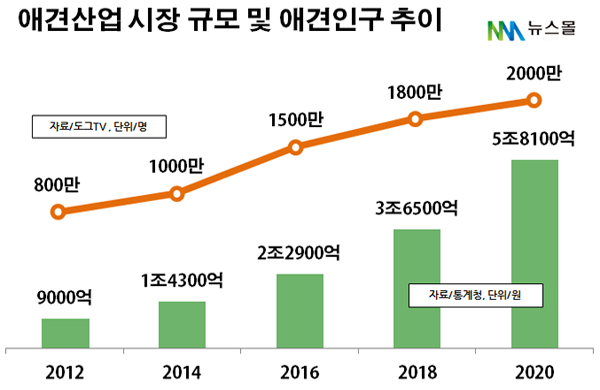 애견산업 시장 규모 및 애견인구 추이
뉴스몰
자료/도그TV, 단위/명
800만
1000만
1500만
1800만
2000만
9000억
1조4300억
2조2900억
3조6500억
5조8100억
자료/통계청, 단위/원
2012
2014
2016
2018
2020